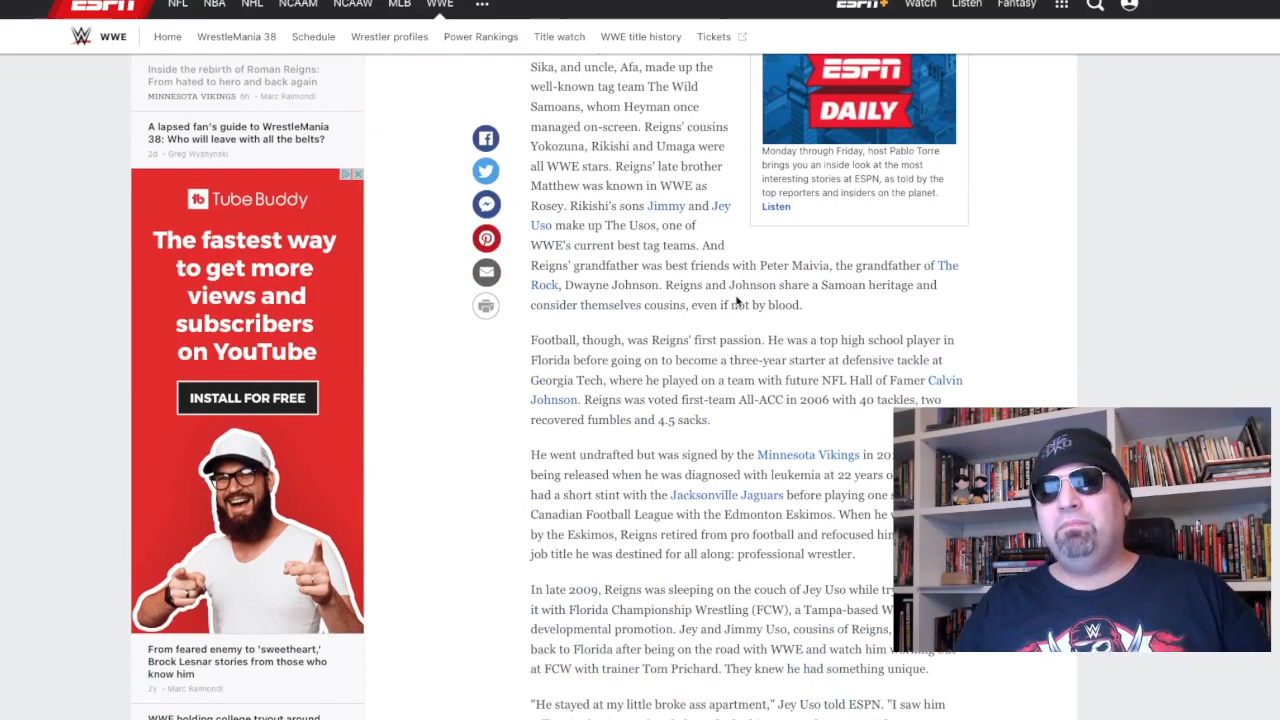 ESPN
NFL NBA NHL NCAAM NCAAW MLB WWE ••• ESPN+ Watch Listen Fantasy
WWE Home WrestleMania 38 Schedule Wrestler profiles Power Rankings Title watch WWE title history Tickets
Inside the rebirth of Roman Reigns:
From hated to hero and back again
MINNESOTA VIKINGS 6h - Marc Raimondi
A lapsed fan's guide to WrestleMania
38: Who will leave with all the belts?
2d - Greg Wyshynski
TubeBuddy
The fastest way
to get more
views and
subscribers
on YouTube
INSTALL FOR FREE
From feared enemy to 'sweetheart,'
Brock Lesnar stories from those who
know him
2y - Marc Raimondi
WWE holding college tryout around
Sika, and uncle, Afa, made up the
well-known tag team The Wild
Samoans, whom Heyman once
managed on-screen. Reigns' cousins
Yokozuna, Rikishi and Umaga were
all WWE stars. Reigns' late brother
Matthew was known in WWE as
Rosey. Rikishi's sons Jimmy and Jey
Uso make up The Usos, one of
WWE's current best tag teams. And
Reigns' grandfather was best friends with Peter Maivia, the grandfather of The
Rock, Dwayne Johnson. Reigns and Johnson share a Samoan heritage and
consider themselves cousins, even if not by blood.
Football, though, was Reigns' first passion. He was a top high school player in
Florida before going on to become a three-year starter at defensive tackle at
Georgia Tech, where he played on a team with future NFL Hall of Famer Calvin
Johnson. Reigns was voted first-team All-ACC in 2006 with 40 tackles, two
recovered fumbles and 4.5 sacks.
He went undrafted but was signed by the Minnesota Vikings in
being released when he was diagnosed with leukemia at 22 years
had a short stint with the Jacksonville Jaguars before playing one
Canadian Football League with the Edmonton Eskimos. When he
by the Eskimos, Reigns retired from pro football and refocused
job title he was destined for all along: professional wrestler.
In late 2009, Reigns was sleeping on the couch of Jey Uso while
it with Florida Championship Wrestling (FCW), a Tampa-based
developmental promotion. Jey and Jimmy Uso, cousins of Reigns,
back to Florida after being on the road with WWE and watch him
at FCW with trainer Tom Prichard. They knew he had something unique.
"He stayed at my little broke ass apartment," Jey Uso told ESPN. "I saw him
ESPN
DAILY
Monday through Friday, host Pablo Torre
brings you an inside look at the most
interesting stories at ESPN, as told by the
top reporters and insiders on the planet.
Listen